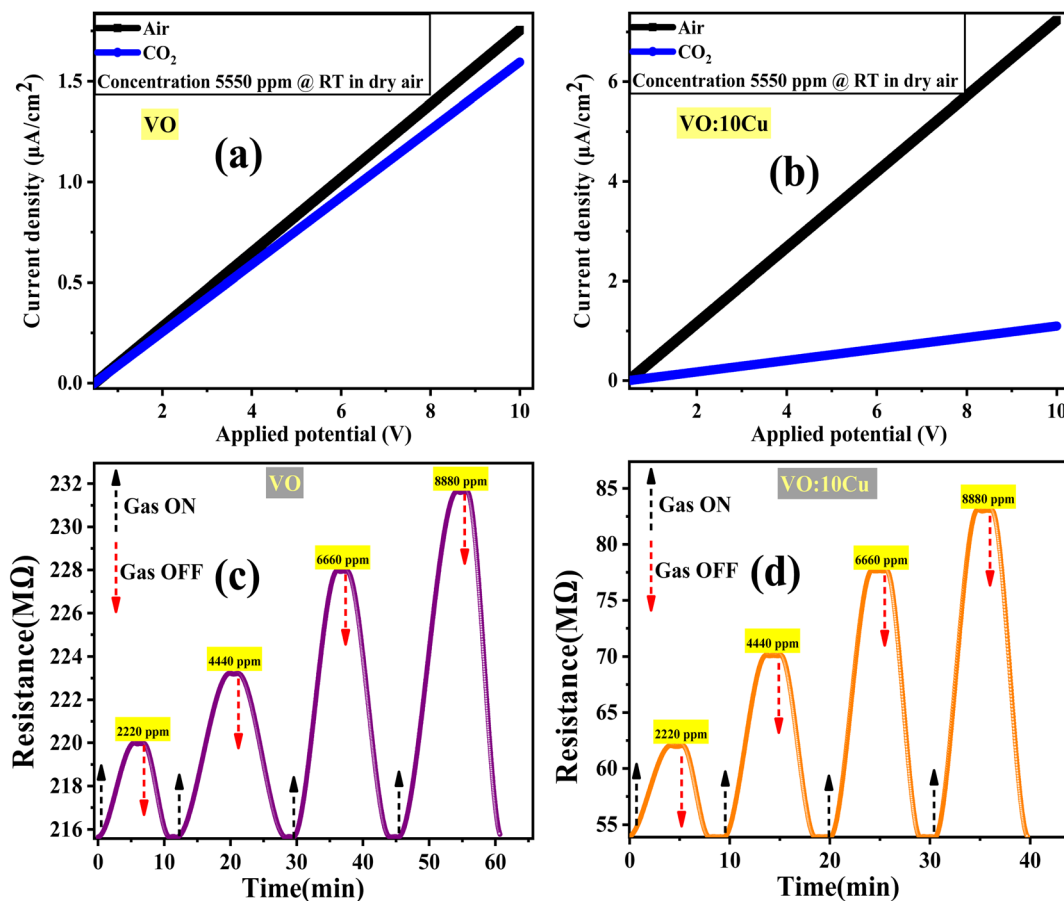 Air
CO₂
Concentration 5550 ppm @ RT in dry air
VO
(a)
1.5
1.0
0.5
0.0
2 4 6 8 10
Current density (µA/cm²)
Applied potential (V)
Air
CO₂
Concentration 5550 ppm @ RT in dry air
VO:10Cu
(b)
6
4
2
0
2 4 6 8 10
Current density (µA/cm²)
Applied potential (V)
VO
Gas ON
Gas OFF
(c)
2220 ppm
4440 ppm
6660 ppm
8880 ppm
232
230
228
226
224
222
220
218
216
0 10 20 30 40 50 60
Resistance(MΩ)
Time(min)
VO:10Cu
Gas ON
Gas OFF
(d)
2220 ppm
4440 ppm
6660 ppm
8880 ppm
85
80
75
70
65
60
55
0 10 20 30 40
Resistance(MΩ)
Time(min)